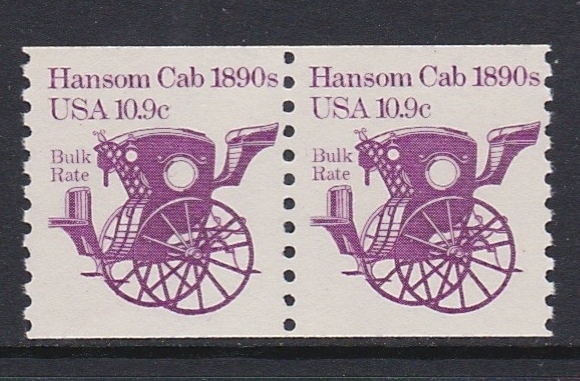 Hansom Cab 1890s
USA 10.9c
Bulk
Rate
Hansom Cab 1890s
USA 10.9c
Bulk
Rate